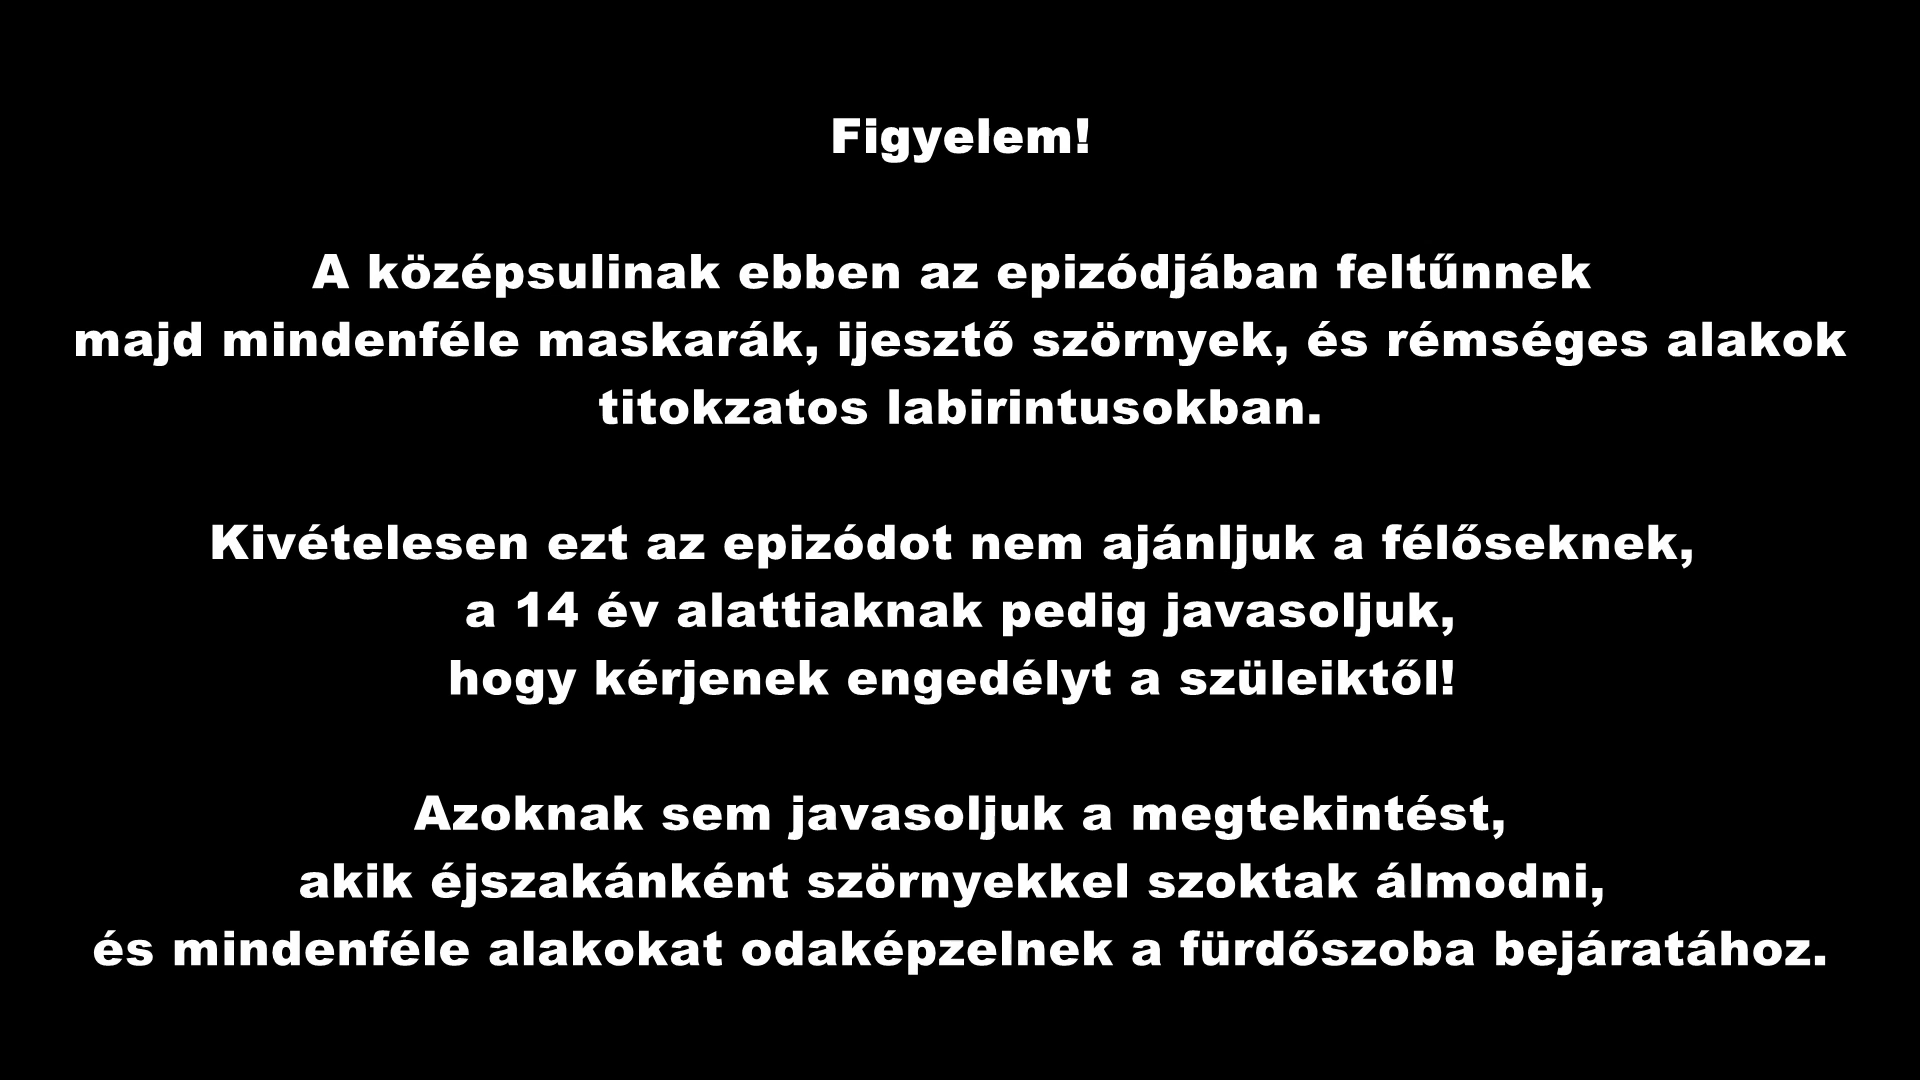 Figyelem!
A középsulinak ebben az epizódjában feltűnnek
majd mindenféle maskarák, ijesztő szörnyek, és rémséges alakok
titokzatos labirintusokban.
Kivételesen ezt az epizódot nem ajánljuk a félőseknek,
a 14 év alattiaknak pedig javasoljuk,
hogy kérjenek engedélyt a szüleiktől!
Azoknak sem javasoljuk a megtekintést,
akik éjszakánként szörnyekkel szoktak álmodni,
és mindenféle alakokat odaképzelnek a fürdőszoba bejáratához.